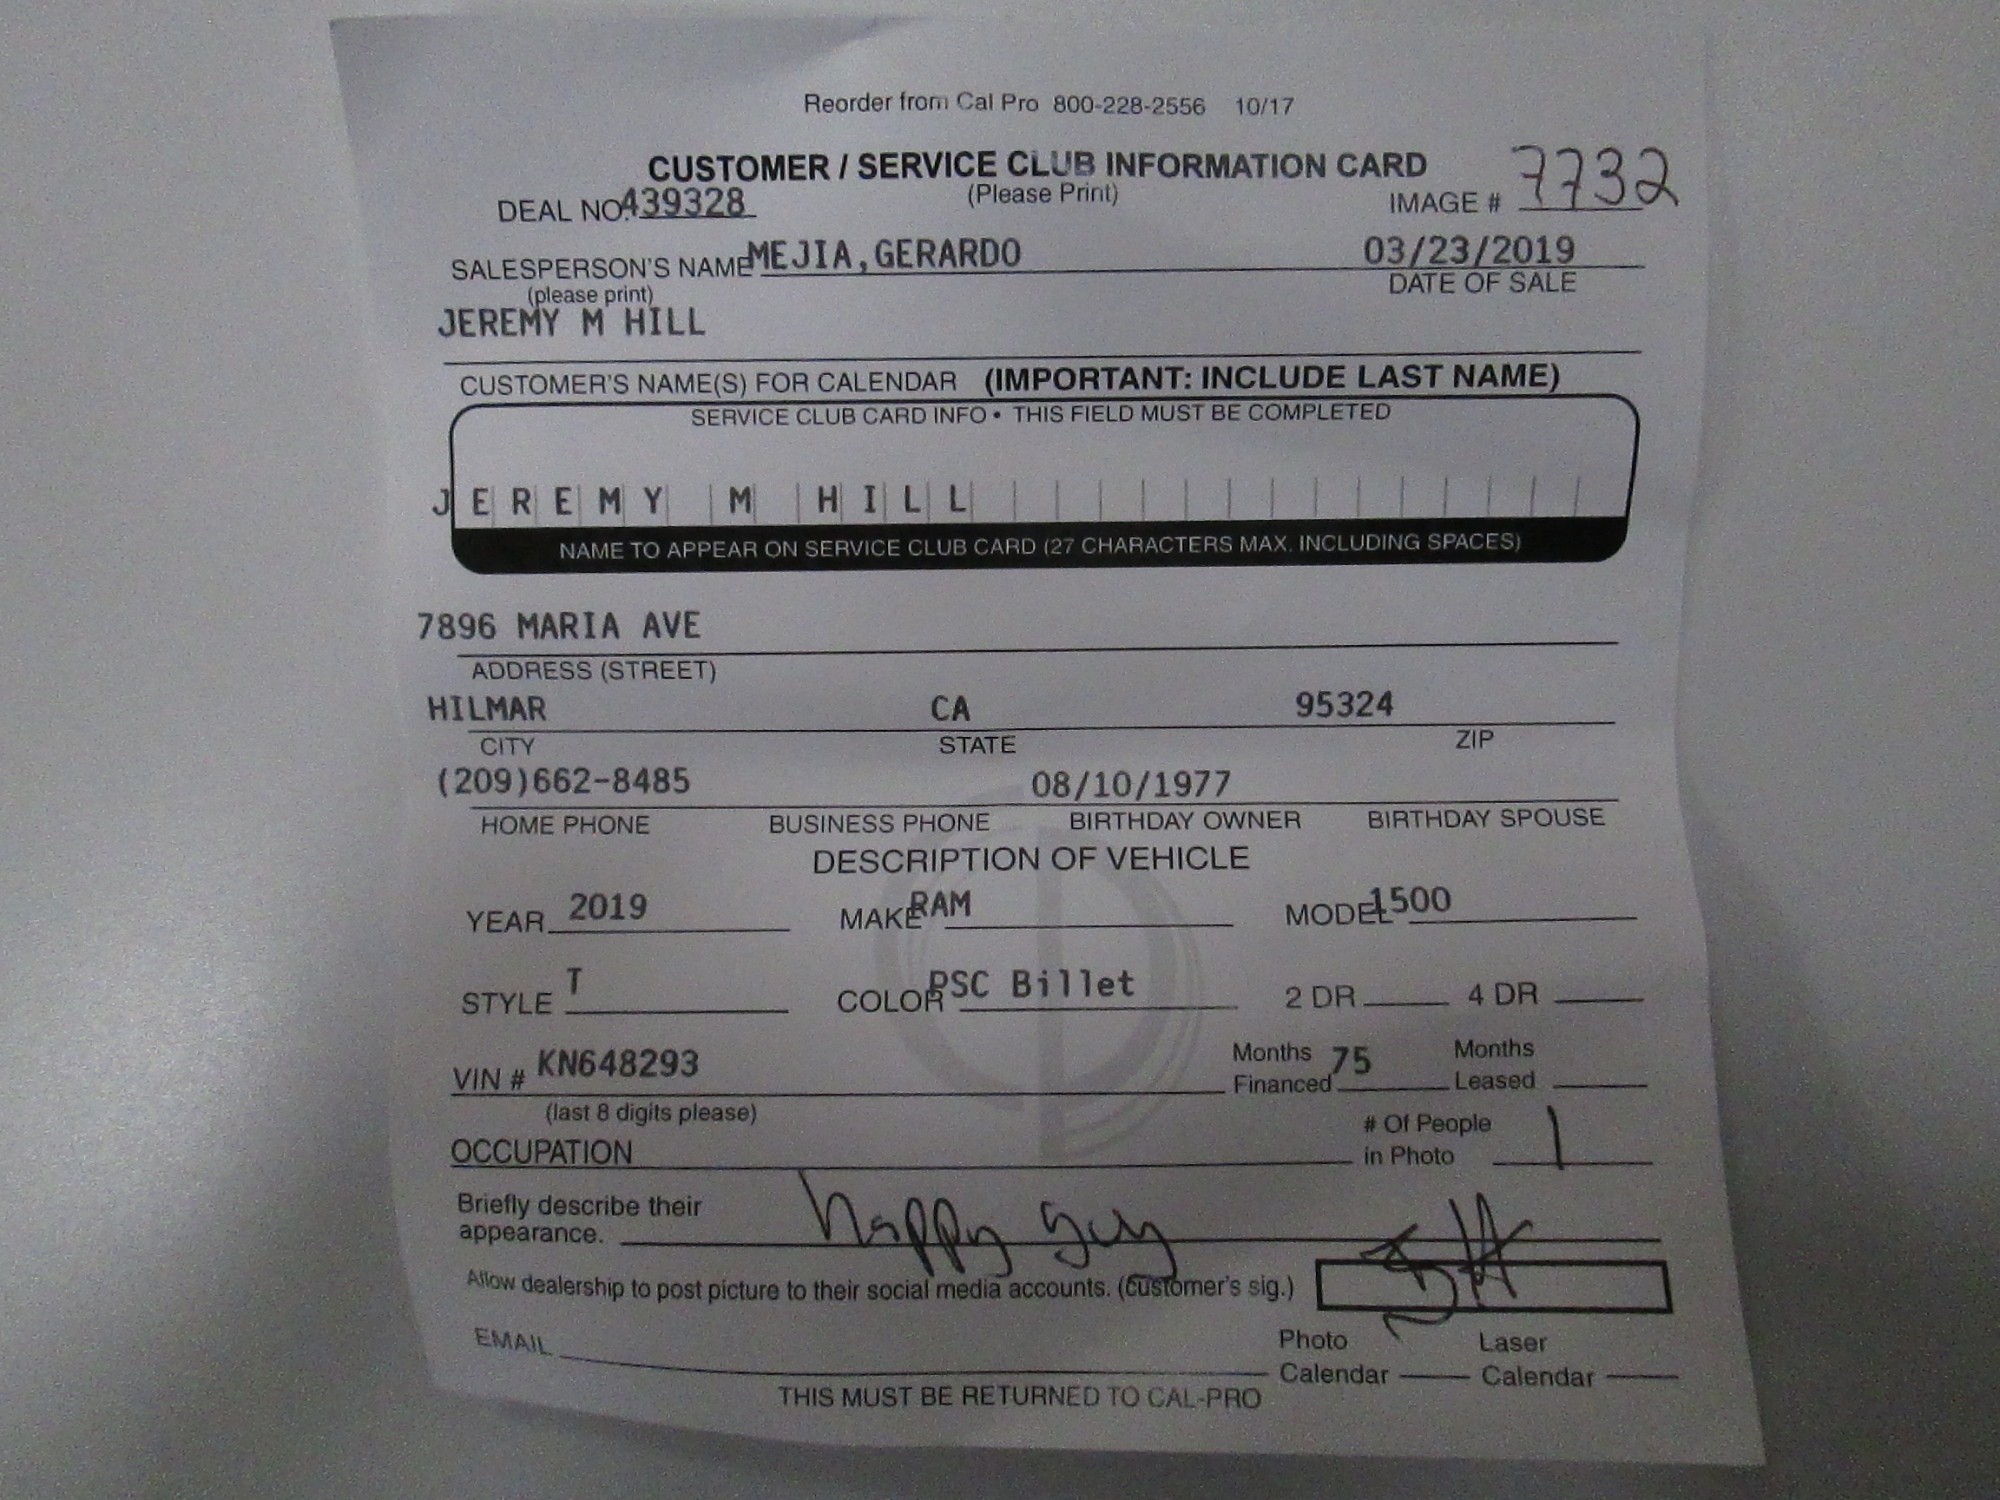 Reorder from Cal Pro 800-228-2556 10/17
CUSTOMER / SERVICE CLUB INFORMATION CARD
(Please Print)
DEAL NO. 439328 IMAGE # 7732
SALESPERSON'S NAME MEJIA,GERARDO 03/23/2019
(please print) DATE OF SALE
JEREMY M HILL
CUSTOMER'S NAME(S) FOR CALENDAR (IMPORTANT: INCLUDE LAST NAME)
SERVICE CLUB CARD INFO • THIS FIELD MUST BE COMPLETED
JEREMY M HILL
NAME TO APPEAR ON SERVICE CLUB CARD (27 CHARACTERS MAX. INCLUDING SPACES)
7896 MARIA AVE
ADDRESS (STREET)
HILMAR CA 95324
CITY STATE ZIP
(209)662-8485 08/10/1977
HOME PHONE BUSINESS PHONE BIRTHDAY OWNER BIRTHDAY SPOUSE
DESCRIPTION OF VEHICLE
YEAR 2019 MAKE RAM MODEL 1500
STYLE T COLOR PSC Billet 2 DR 4 DR
VIN # KN648293 Months Financed 75 Months Leased
(last 8 digits please)
OCCUPATION # Of People in Photo 1
Briefly describe their appearance. happy guy
Allow dealership to post picture to their social media accounts. (customer's sig.)
EMAIL Photo Calendar Laser Calendar
THIS MUST BE RETURNED TO CAL-PRO